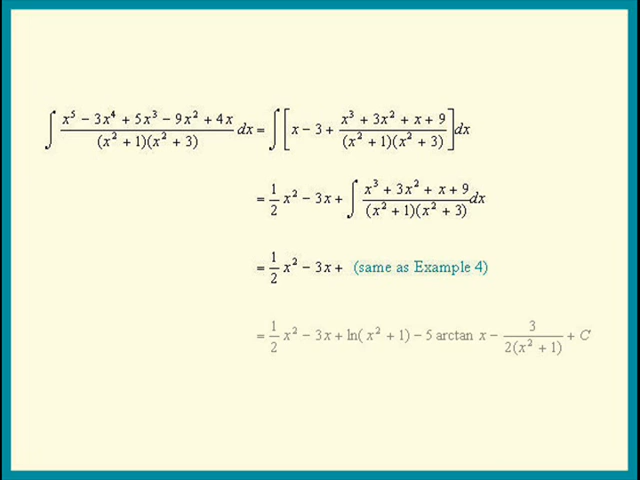 ∫ (x⁵ − 3x⁴ + 5x³ − 9x² + 4x)/((x² + 1)(x² + 3)) dx = ∫ [x − 3 + (x³ + 3x² + x + 9)/((x² + 1)(x² + 3))] dx
= 1/2 x² − 3x + ∫ (x³ + 3x² + x + 9)/((x² + 1)(x² + 3)) dx
= 1/2 x² − 3x + (same as Example 4)
= 1/2 x² − 3x + ln(x² + 1) − 5 arctan x − 3/(2(x² + 1)) + C